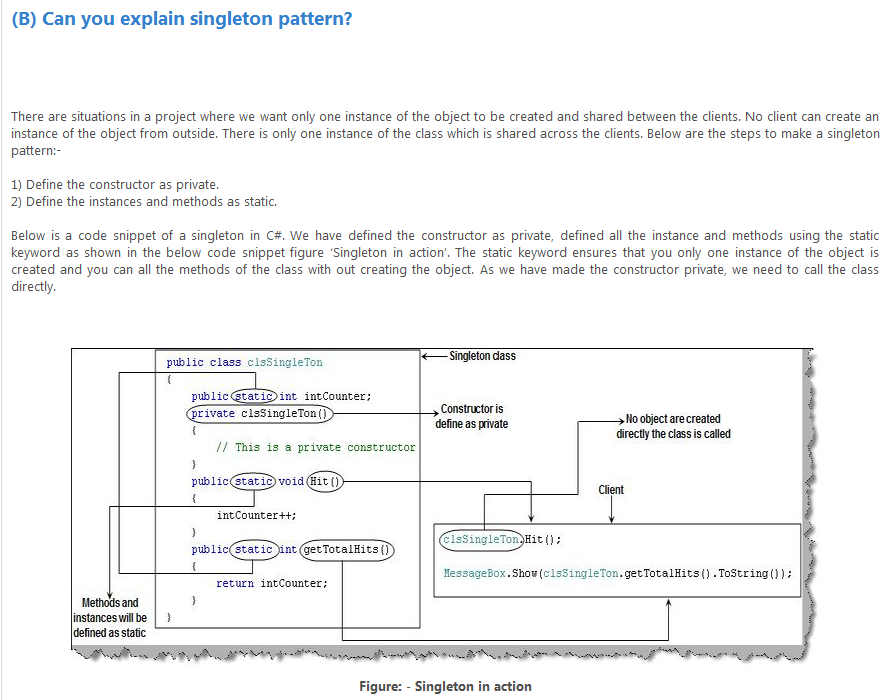 (B) Can you explain singleton pattern?
There are situations in a project where we want only one instance of the object to be created and shared between the clients. No client can create an
instance of the object from outside. There is only one instance of the class which is shared across the clients. Below are the steps to make a singleton
pattern:-
1) Define the constructor as private.
2) Define the instances and methods as static.
Below is a code snippet of a singleton in C#. We have defined the constructor as private, defined all the instance and methods using the static
keyword as shown in the below code snippet figure 'Singleton in action'. The static keyword ensures that you only one instance of the object is
created and you can all the methods of the class with out creating the object. As we have made the constructor private, we need to call the class
directly.
public class clsSingleTon
{
public static int intCounter;
private clsSingleTon()
{
// This is a private constructor
}
public static void Hit()
{
intCounter++;
}
public static int getTotalHits()
{
return intCounter;
}
}
Methods and
instances will be
defined as static
Singleton class
Constructor is
define as private
No object are created
directly the class is called
Client
clsSingleTon.Hit();
MessageBox.Show(clsSingleTon.getTotalHits().ToString());
Figure: - Singleton in action